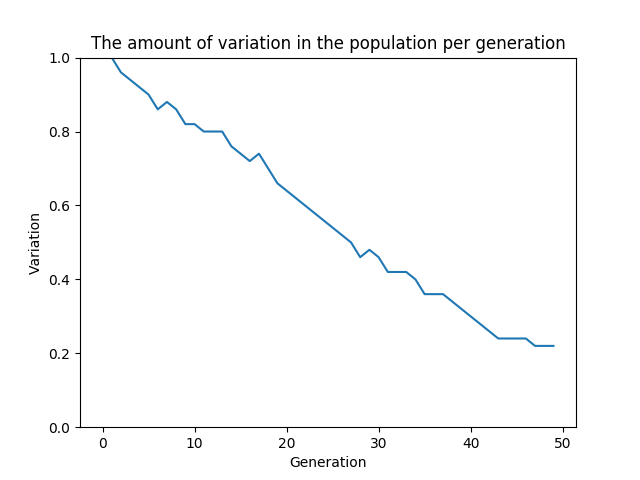 The amount of variation in the population per generation
1.0
0.8
0.6
0.4
0.2
0.0
Variation
0 10 20 30 40 50
Generation